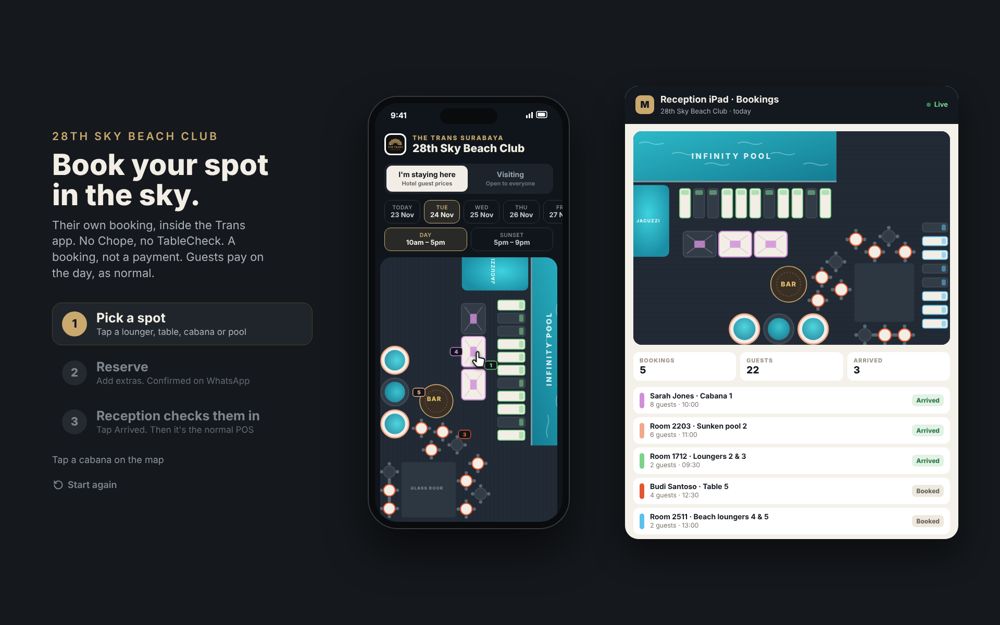 28TH SKY BEACH CLUB
Book your spot
in the sky.
Their own booking, inside the Trans
app. No Chope, no TableCheck. A
booking, not a payment. Guests pay on
the day, as normal.
1
Pick a spot
Tap a lounger, table, cabana or pool
2
Reserve
Add extras. Confirmed on WhatsApp
3
Reception checks them in
Tap Arrived. Then it's the normal POS
Tap a cabana on the map
Start again
9:41
THE TRANS SURABAYA
28th Sky Beach Club
I'm staying here
Hotel guest prices
Visiting
Open to everyone
TODAY
23 Nov
TUE
24 Nov
WED
25 Nov
THU
26 Nov
FR
27 N
DAY
10am – 5pm
SUNSET
5pm – 9pm
JACUZZI
INFINITY POOL
4
1
5
BAR
3
GLASS ROOF
M
Reception iPad · Bookings
28th Sky Beach Club · today
Live
INFINITY POOL
JACUZZI
BAR
BOOKINGS
5
GUESTS
22
ARRIVED
3
Sarah Jones · Cabana 1
8 guests · 10:00
Arrived
Room 2203 · Sunken pool 2
6 guests · 11:00
Arrived
Room 1712 · Loungers 2 & 3
2 guests · 09:30
Arrived
Budi Santoso · Table 5
4 guests · 12:30
Booked
Room 2511 · Beach loungers 4 & 5
2 guests · 13:00
Booked